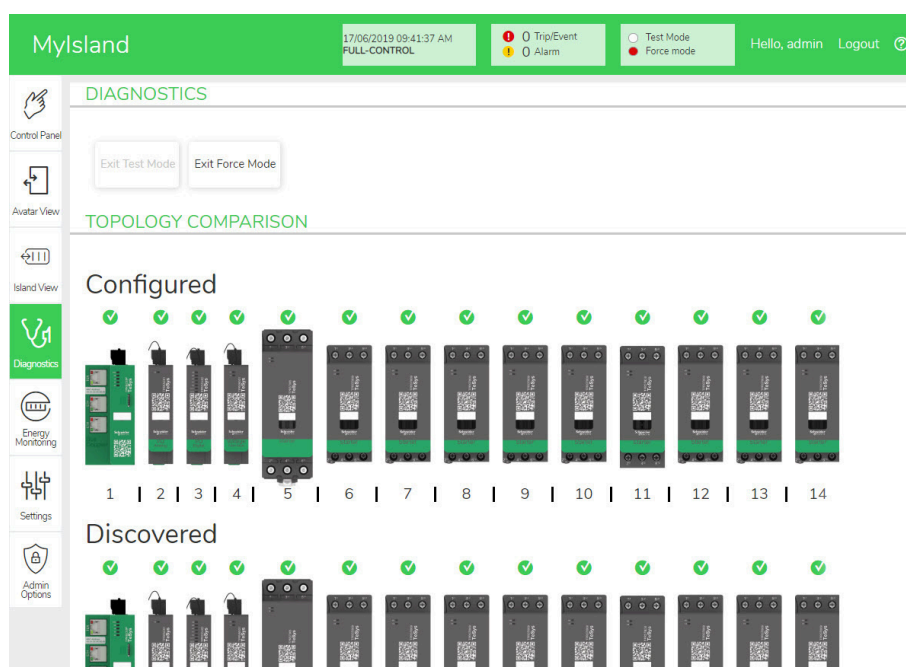 MyIsland
17/06/2019 09:41:37 AM
FULL-CONTROL
0 Trip/Event
0 Alarm
Test Mode
Force mode
Hello, admin
Logout
?
Control Panel
Avatar View
Island View
Diagnostics
Energy
Monitoring
Settings
Admin
Options
DIAGNOSTICS
Exit Test Mode
Exit Force Mode
TOPOLOGY COMPARISON
Configured
1 | 2 | 3 | 4 | 5 | 6 | 7 | 8 | 9 | 10 | 11 | 12 | 13 | 14
Discovered